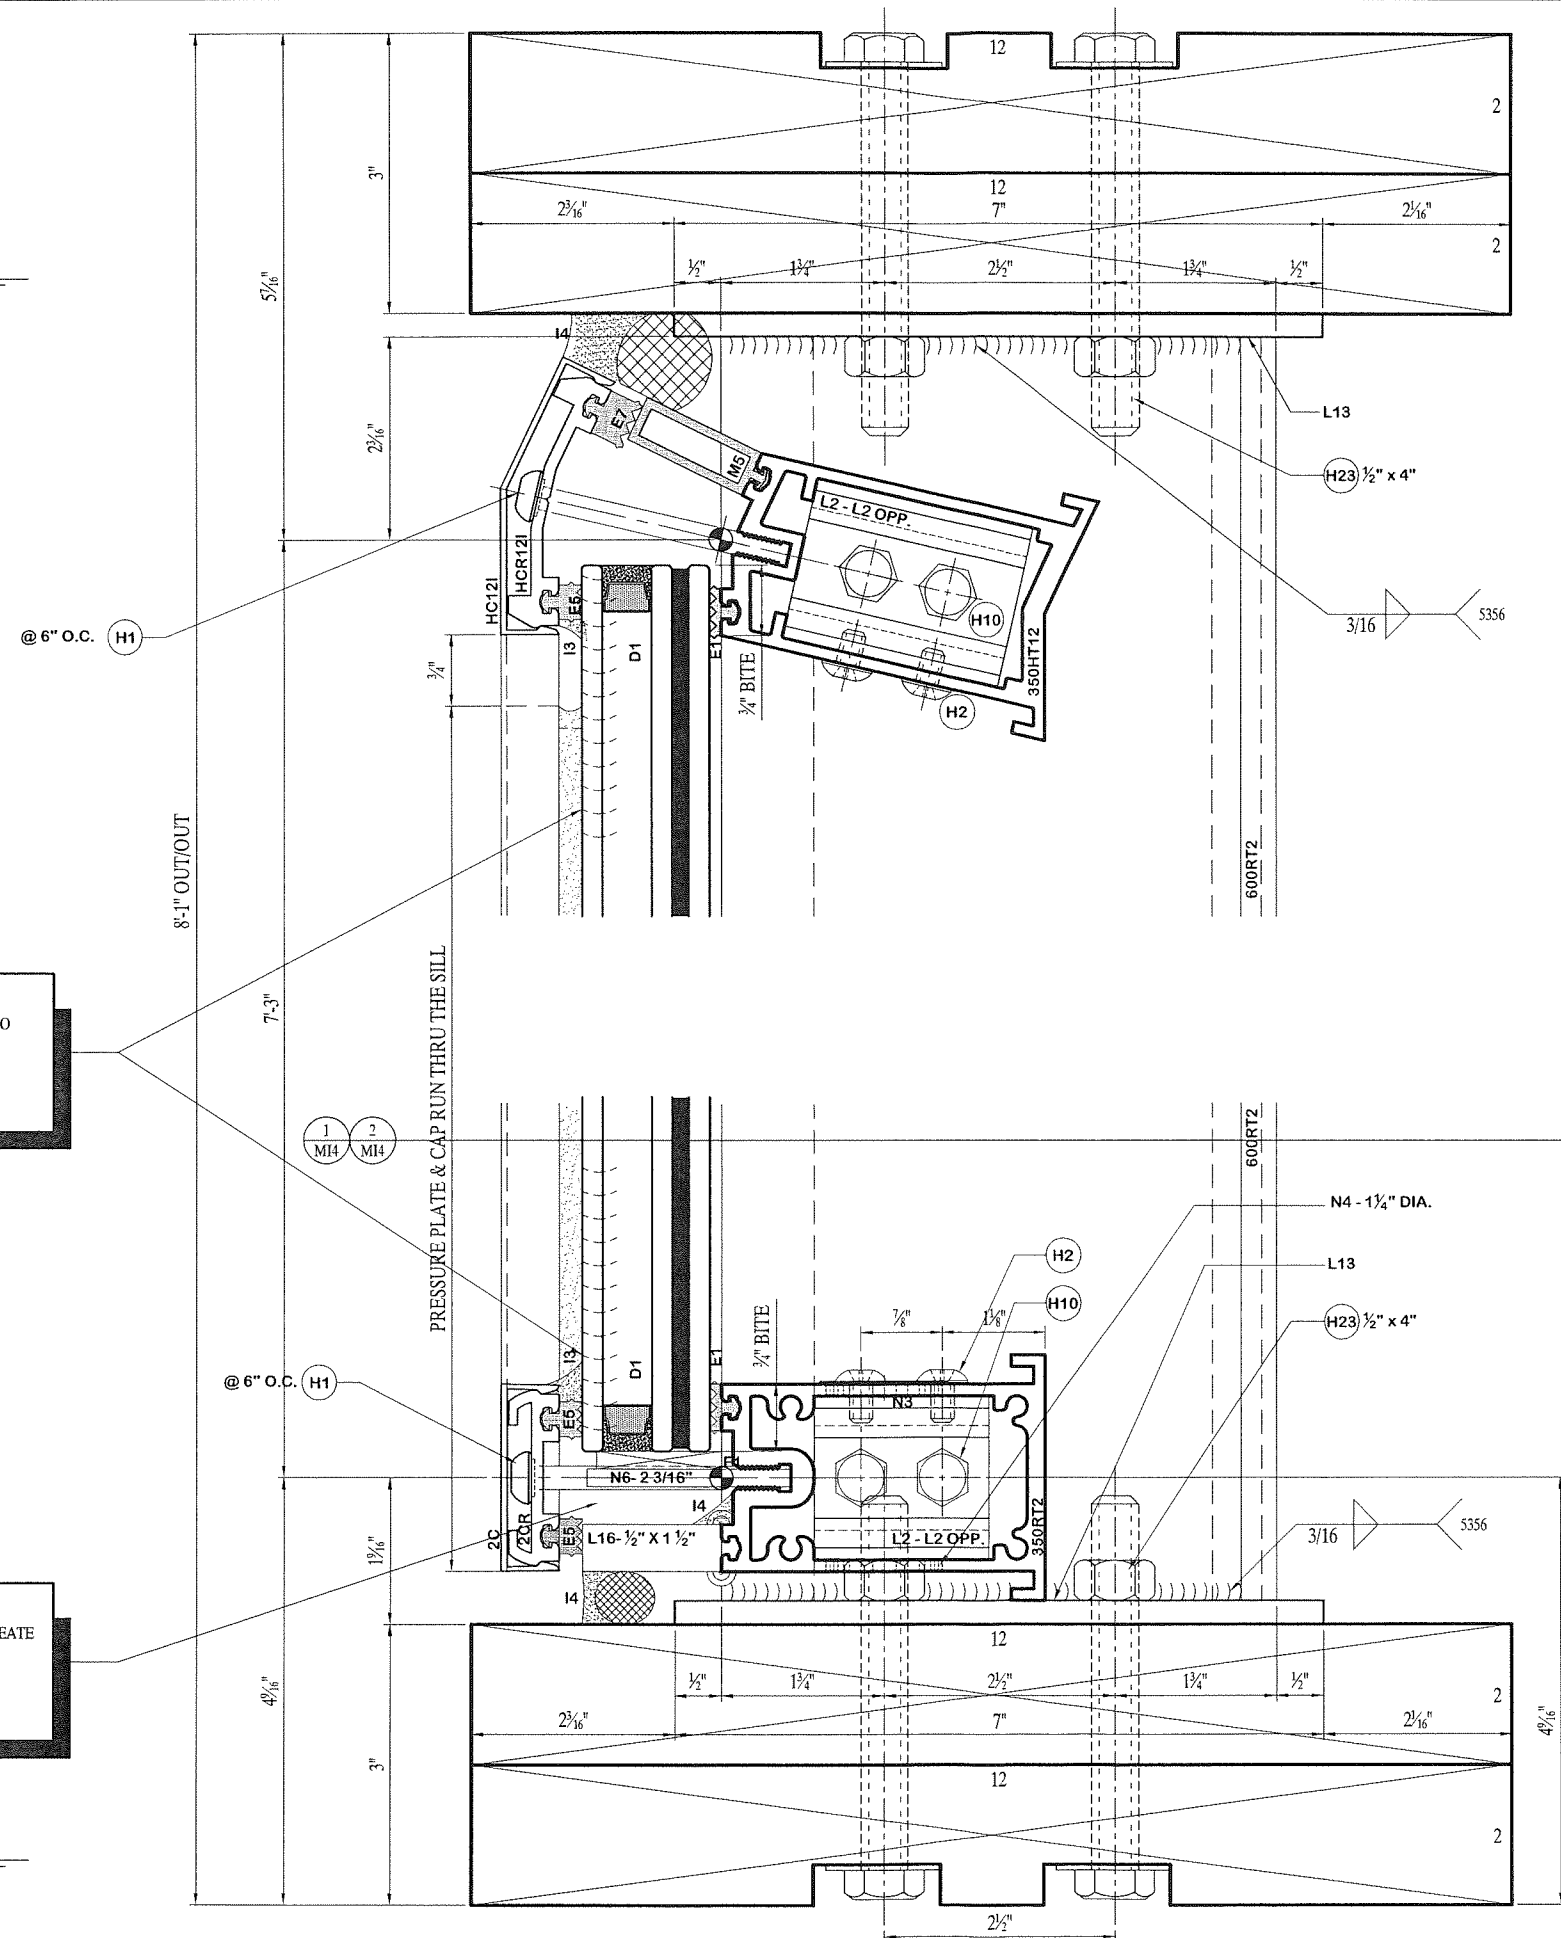 12
2
12
2 3/16"
7"
2 1/16"
2
3"
1/2"
1 3/4"
2 1/2"
1 3/4"
1/2"
5 7/16"
I4
L13
2 3/16"
E7
M5
H23 1/2" x 4"
L2 - L2 OPP.
HCR12I
HC12I
E5
H10
3/16
5356
@ 6" O.C. H1
I3
D1
E1
3/4"
3/4" BITE
350HT12
H2
8'-1" OUT/OUT
600RT2
7'-3"
O
PRESSURE PLATE & CAP RUN THRU THE SILL
1
MI4
2
MI4
600RT2
N4 - 1 1/4" DIA.
H2
L13
H10
7/8"
1 1/8"
H23 1/2" x 4"
3/4" BITE
I3
D1
E1
@ 6" O.C. H1
N3
E5
N6- 2 3/16"
I4
2C
2CR
E5
L16- 1/2" X 1 1/2"
L2 - L2 OPP.
350RT2
3/16
5356
1 9/16"
I4
EATE
12
1/2"
1 3/4"
2 1/2"
1 3/4"
1/2"
2
4 9/16"
2 3/16"
7"
2 1/16"
4 9/16"
3"
12
2
2 1/2"